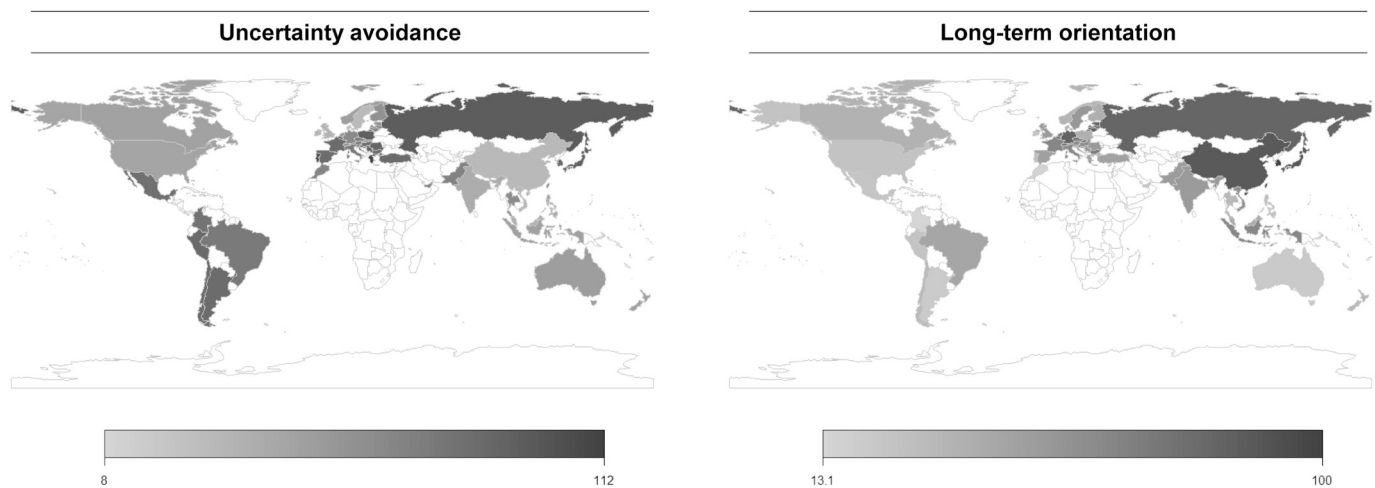 Uncertainty avoidance
Long-term orientation
8
112
13.1
100